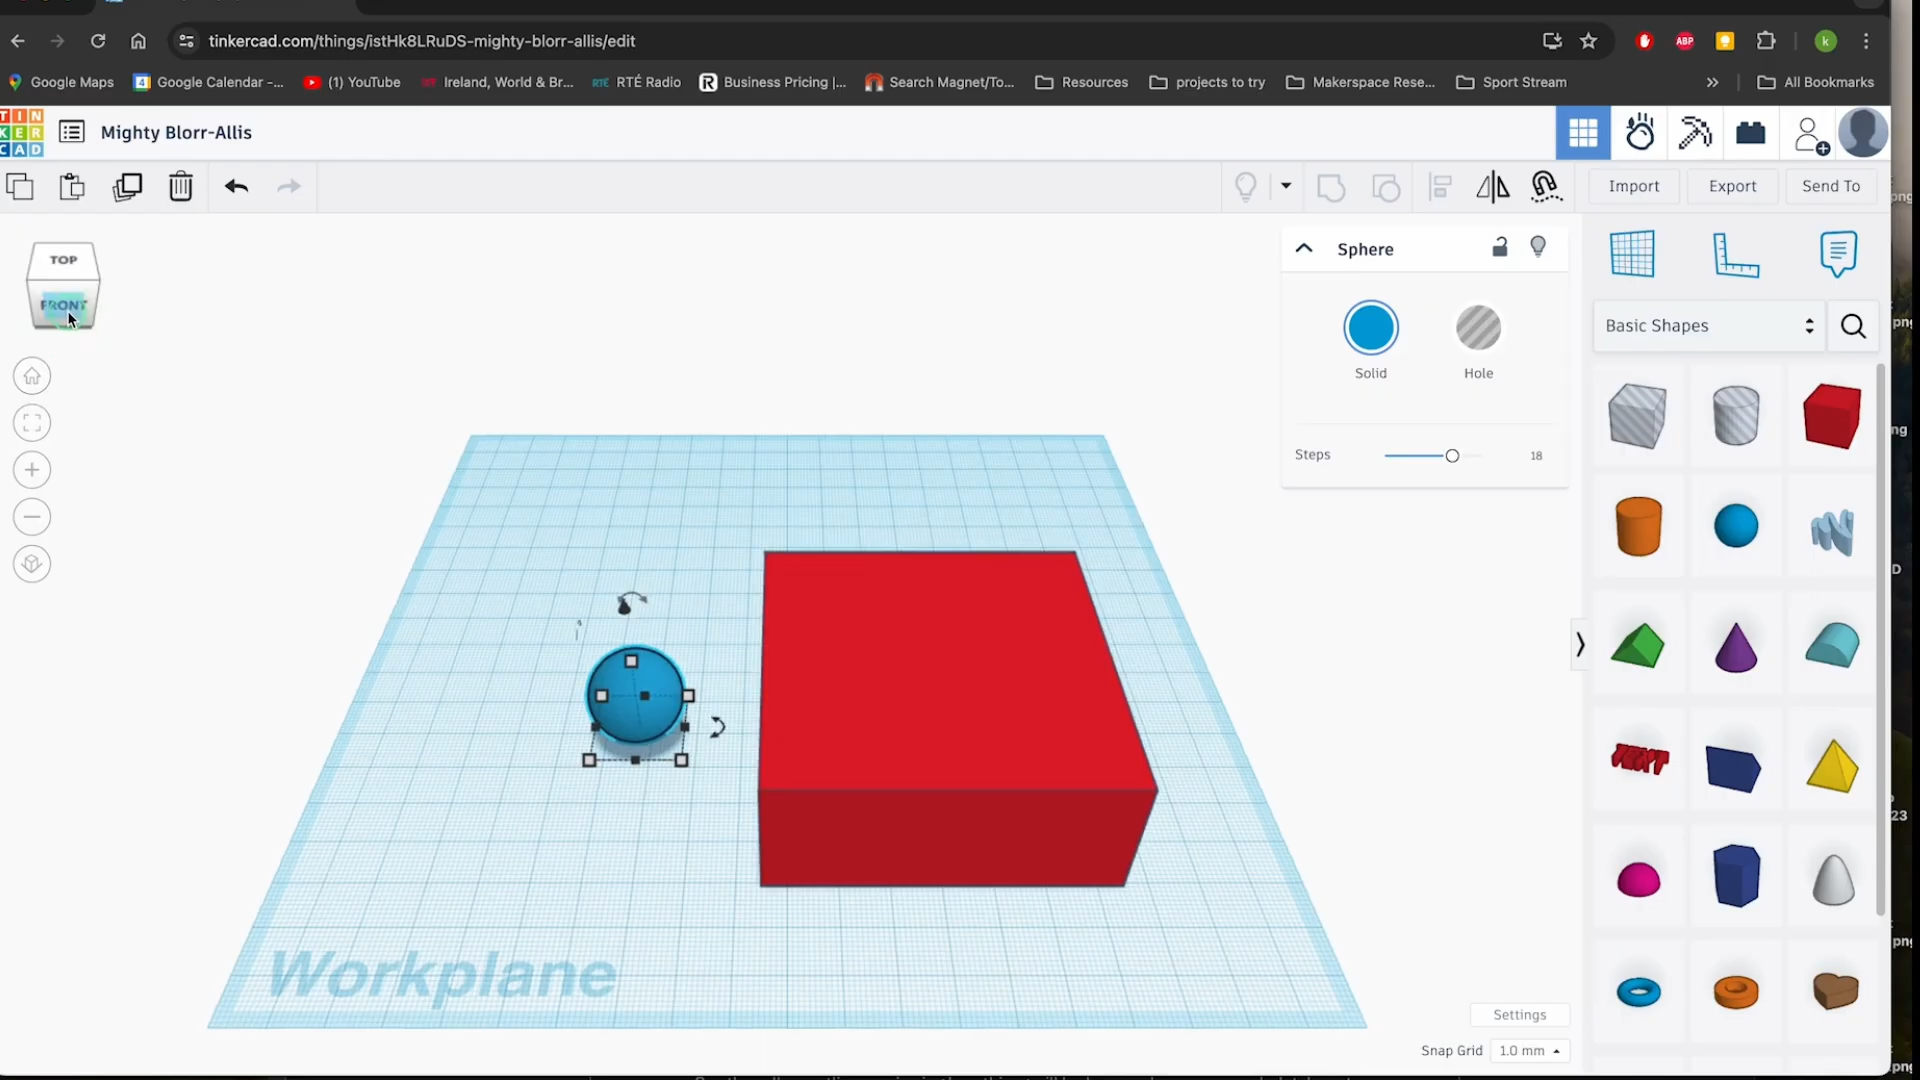 tinkercad.com/things/istHk8LRuDS-mighty-blorr-allis/edit
ABP
k
Google Maps
4
Google Calendar -...
(1) YouTube
Ireland, World & Br...
RTÉ Radio
Business Pricing |...
Search Magnet/To...
Resources
projects to try
Makerspace Rese...
Sport Stream
All Bookmarks
TIN
KER
CAD
Mighty Blorr-Allis
Import
Export
Send To
TOP
FRONT
Sphere
Solid
Hole
Steps
18
Basic Shapes
TEXT
Workplane
Settings
Snap Grid
1.0 mm